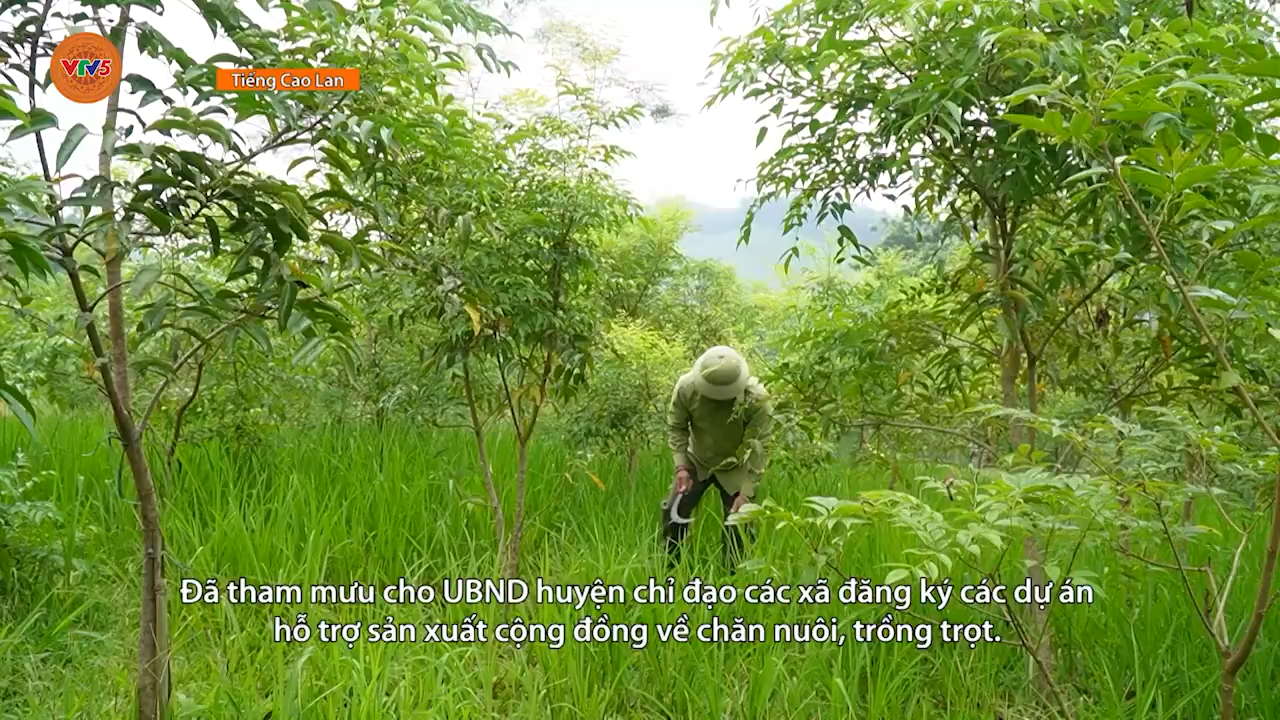 VTV5
Tiếng Cao Lan
Đã tham mưu cho UBND huyện chỉ đạo các xã đăng ký các dự án
hỗ trợ sản xuất cộng đồng về chăn nuôi, trồng trọt.